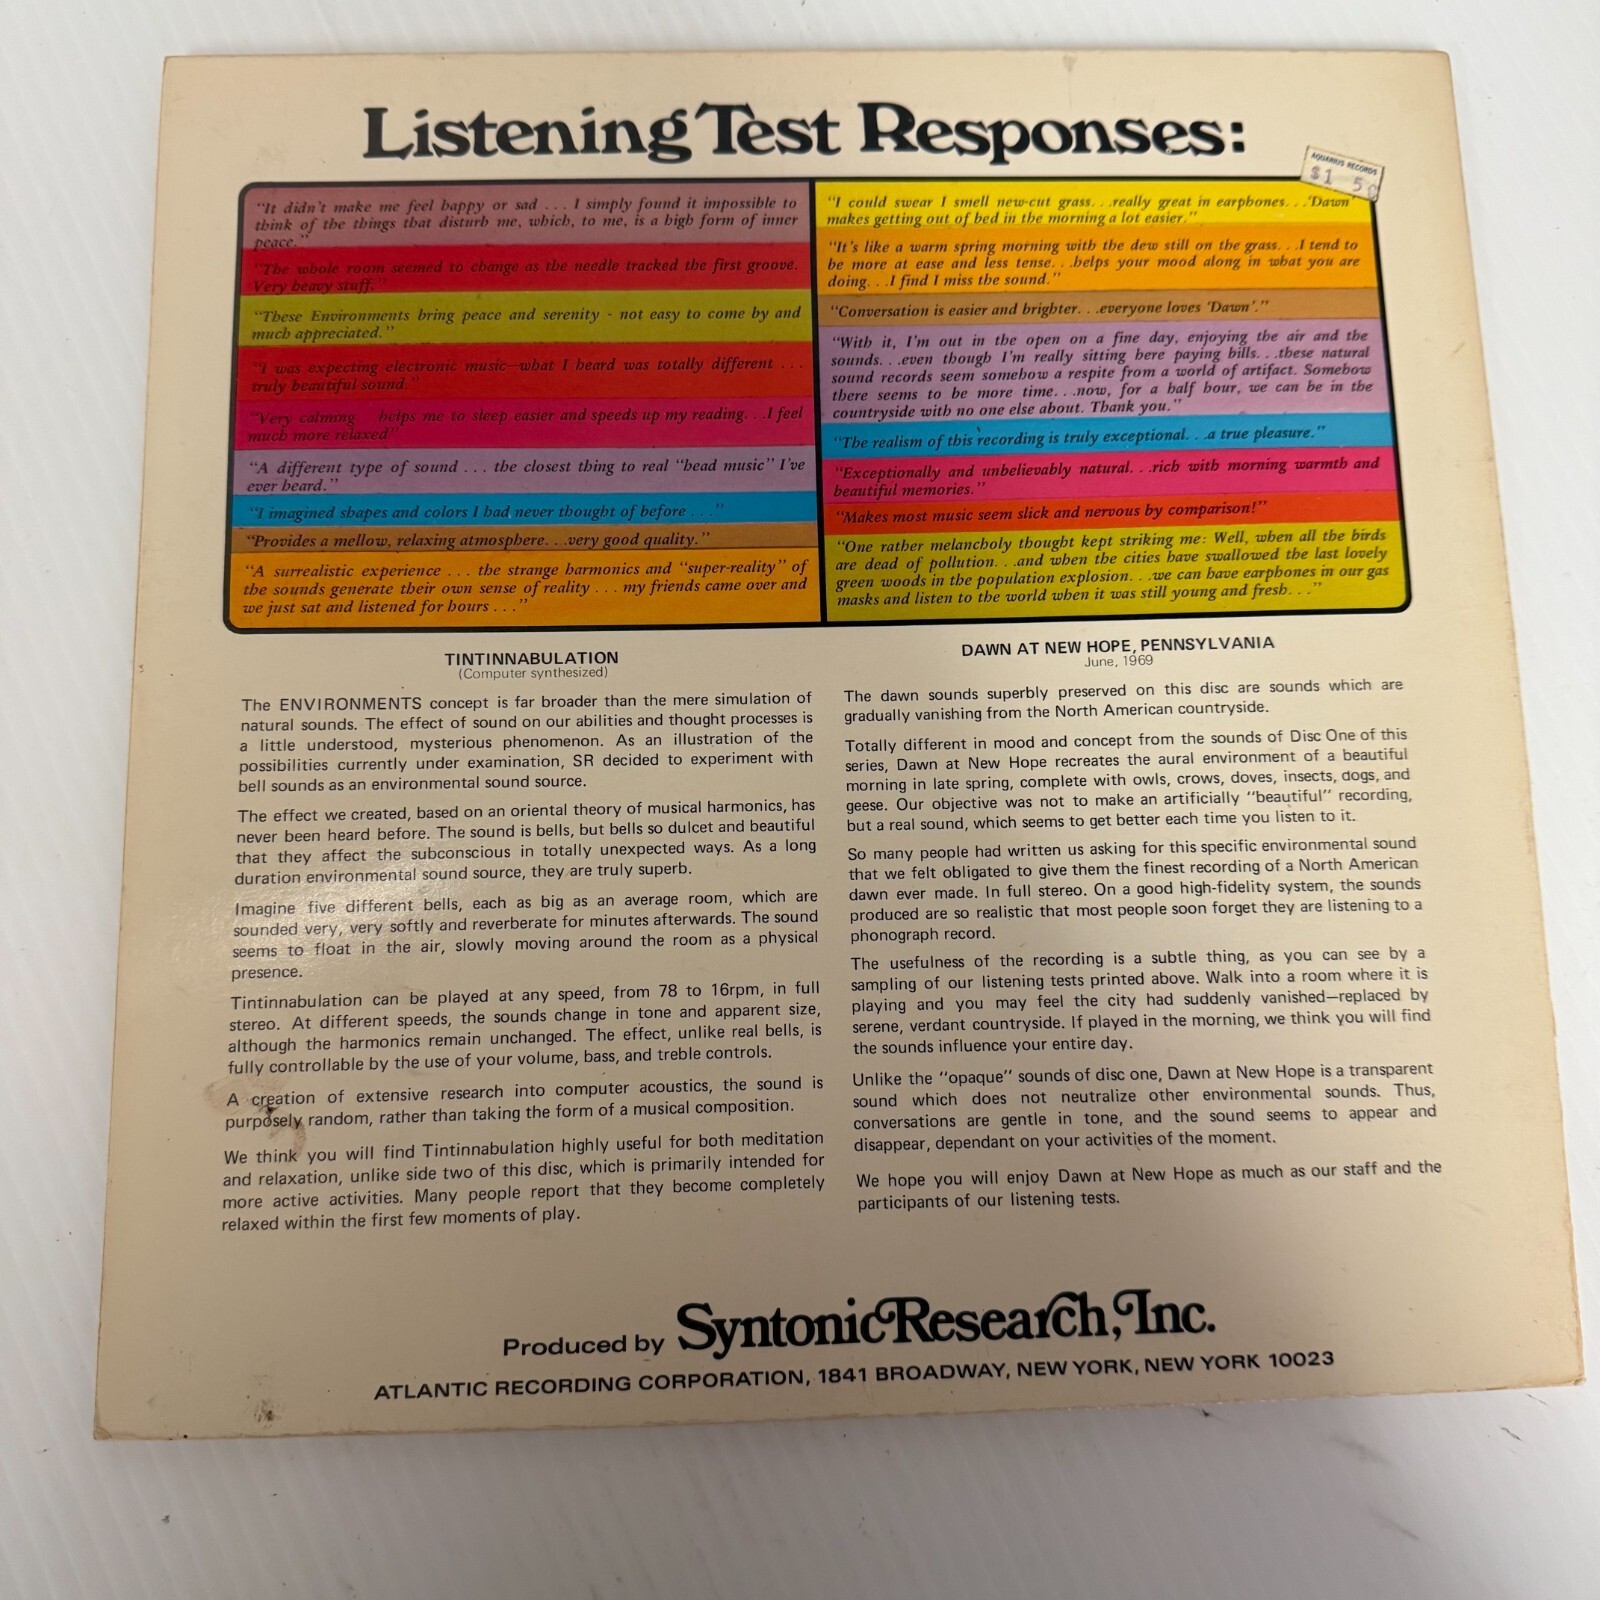 Listening Test Responses:
AQUARIUS RECORDS
$1 5
"It didn't make me feel happy or sad . . . I simply found it impossible to
think of the things that disturb me, which, to me, is a high form of inner
peace."
"The whole room seemed to change as the needle tracked the first groove.
Very heavy stuff."
"These Environments bring peace and serenity - not easy to come by and
much appreciated."
"I was expecting electronic music—what I heard was totally different . . .
truly beautiful sound."
"Very calming helps me to sleep easier and speeds up my reading. . .I feel
much more relaxed"
"A different type of sound . . . the closest thing to real "head music" I've
ever heard."
"I imagined shapes and colors I had never thought of before . . ."
"Provides a mellow, relaxing atmosphere. . .very good quality."
"A surrealistic experience . . . the strange harmonics and "super-reality" of
the sounds generate their own sense of reality . . . my friends came over and
we just sat and listened for hours . . ."
"I could swear I smell new-cut grass. . .really great in earphones. . .'Dawn'
makes getting out of bed in the morning a lot easier."
"It's like a warm spring morning with the dew still on the grass. . .I tend to
be more at ease and less tense. . .helps your mood along in what you are
doing. . .I find I miss the sound."
"Conversation is easier and brighter. . .everyone loves 'Dawn'."
"With it, I'm out in the open on a fine day, enjoying the air and the
sounds. . .even though I'm really sitting here paying bills. . .these natural
sound records seem somehow a respite from a world of artifact. Somehow
there seems to be more time. . .now, for a half hour, we can be in the
countryside with no one else about. Thank you."
"The realism of this recording is truly exceptional. . .a true pleasure."
"Exceptionally and unbelievably natural. . .rich with morning warmth and
beautiful memories."
"Makes most music seem slick and nervous by comparison!"
"One rather melancholy thought kept striking me: Well, when all the birds
are dead of pollution. . .and when the cities have swallowed the last lovely
green woods in the population explosion. . .we can have earphones in our gas
masks and listen to the world when it was still young and fresh. . ."
TINTINNABULATION
(Computer synthesized)
The ENVIRONMENTS concept is far broader than the mere simulation of
natural sounds. The effect of sound on our abilities and thought processes is
a little understood, mysterious phenomenon. As an illustration of the
possibilities currently under examination, SR decided to experiment with
bell sounds as an environmental sound source.
The effect we created, based on an oriental theory of musical harmonics, has
never been heard before. The sound is bells, but bells so dulcet and beautiful
that they affect the subconscious in totally unexpected ways. As a long
duration environmental sound source, they are truly superb.
Imagine five different bells, each as big as an average room, which are
sounded very, very softly and reverberate for minutes afterwards. The sound
seems to float in the air, slowly moving around the room as a physical
presence.
Tintinnabulation can be played at any speed, from 78 to 16rpm, in full
stereo. At different speeds, the sounds change in tone and apparent size,
although the harmonics remain unchanged. The effect, unlike real bells, is
fully controllable by the use of your volume, bass, and treble controls.
A creation of extensive research into computer acoustics, the sound is
purposely random, rather than taking the form of a musical composition.
We think you will find Tintinnabulation highly useful for both meditation
and relaxation, unlike side two of this disc, which is primarily intended for
more active activities. Many people report that they become completely
relaxed within the first few moments of play.
DAWN AT NEW HOPE, PENNSYLVANIA
June, 1969
The dawn sounds superbly preserved on this disc are sounds which are
gradually vanishing from the North American countryside.
Totally different in mood and concept from the sounds of Disc One of this
series, Dawn at New Hope recreates the aural environment of a beautiful
morning in late spring, complete with owls, crows, doves, insects, dogs, and
geese. Our objective was not to make an artificially "beautiful" recording,
but a real sound, which seems to get better each time you listen to it.
So many people had written us asking for this specific environmental sound
that we felt obligated to give them the finest recording of a North American
dawn ever made. In full stereo. On a good high-fidelity system, the sounds
produced are so realistic that most people soon forget they are listening to a
phonograph record.
The usefulness of the recording is a subtle thing, as you can see by a
sampling of our listening tests printed above. Walk into a room where it is
playing and you may feel the city had suddenly vanished—replaced by
serene, verdant countryside. If played in the morning, we think you will find
the sounds influence your entire day.
Unlike the "opaque" sounds of disc one, Dawn at New Hope is a transparent
sound which does not neutralize other environmental sounds. Thus,
conversations are gentle in tone, and the sound seems to appear and
disappear, dependant on your activities of the moment.
We hope you will enjoy Dawn at New Hope as much as our staff and the
participants of our listening tests.
Produced by Syntonic Research, Inc.
ATLANTIC RECORDING CORPORATION, 1841 BROADWAY, NEW YORK, NEW YORK 10023